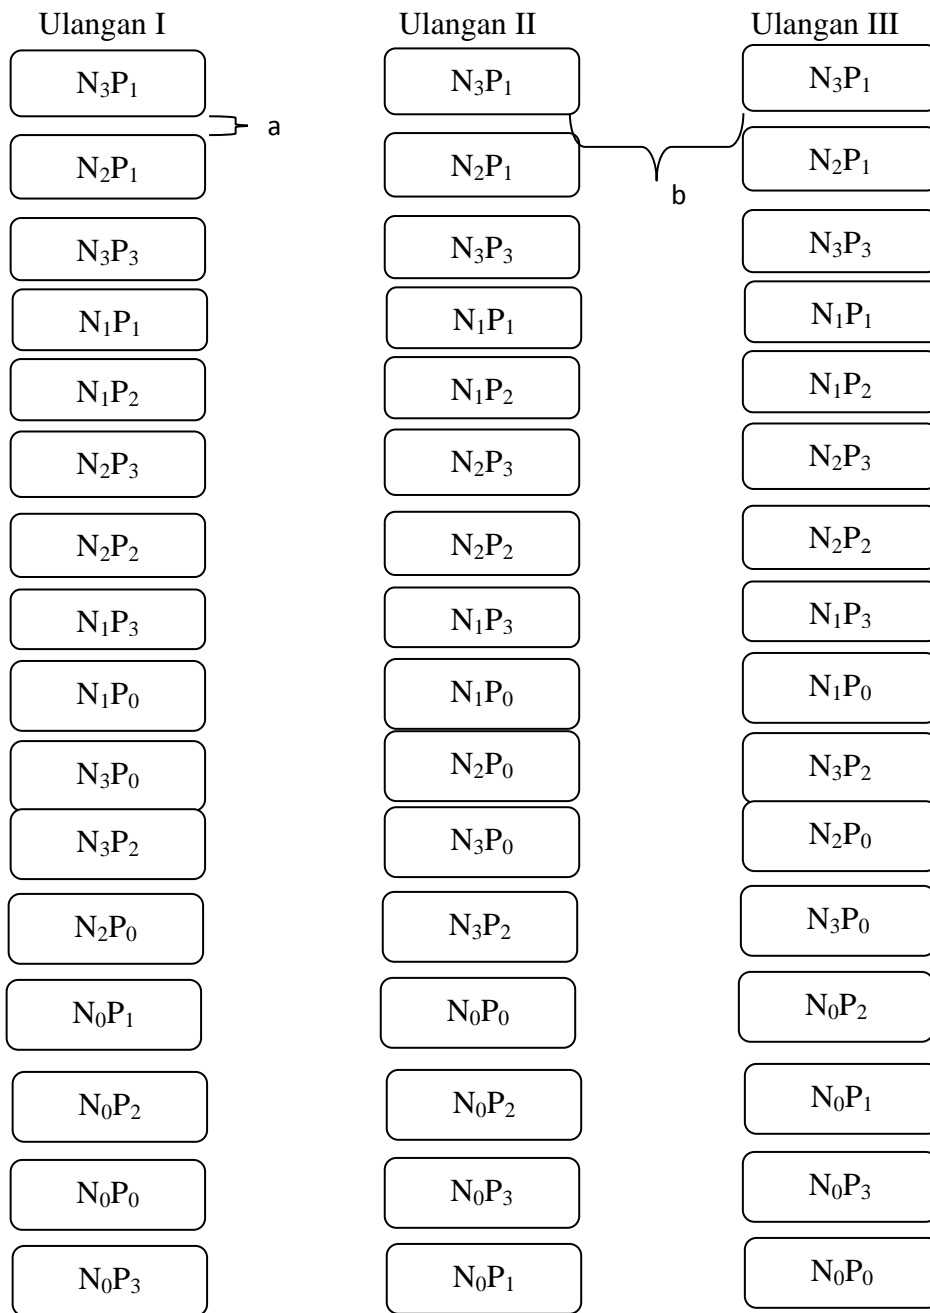 Ulangan I Ulangan II Ulangan III
N₃P₁ N₃P₁ N₃P₁
a
N₂P₁ N₂P₁ N₂P₁
b
N₃P₃ N₃P₃ N₃P₃
N₁P₁ N₁P₁ N₁P₁
N₁P₂ N₁P₂ N₁P₂
N₂P₃ N₂P₃ N₂P₃
N₂P₂ N₂P₂ N₂P₂
N₁P₃ N₁P₃ N₁P₃
N₁P₀ N₁P₀ N₁P₀
N₃P₀ N₂P₀ N₃P₂
N₃P₂ N₃P₀ N₂P₀
N₂P₀ N₃P₂ N₃P₀
N₀P₁ N₀P₀ N₀P₂
N₀P₂ N₀P₂ N₀P₁
N₀P₀ N₀P₃ N₀P₃
N₀P₃ N₀P₁ N₀P₀